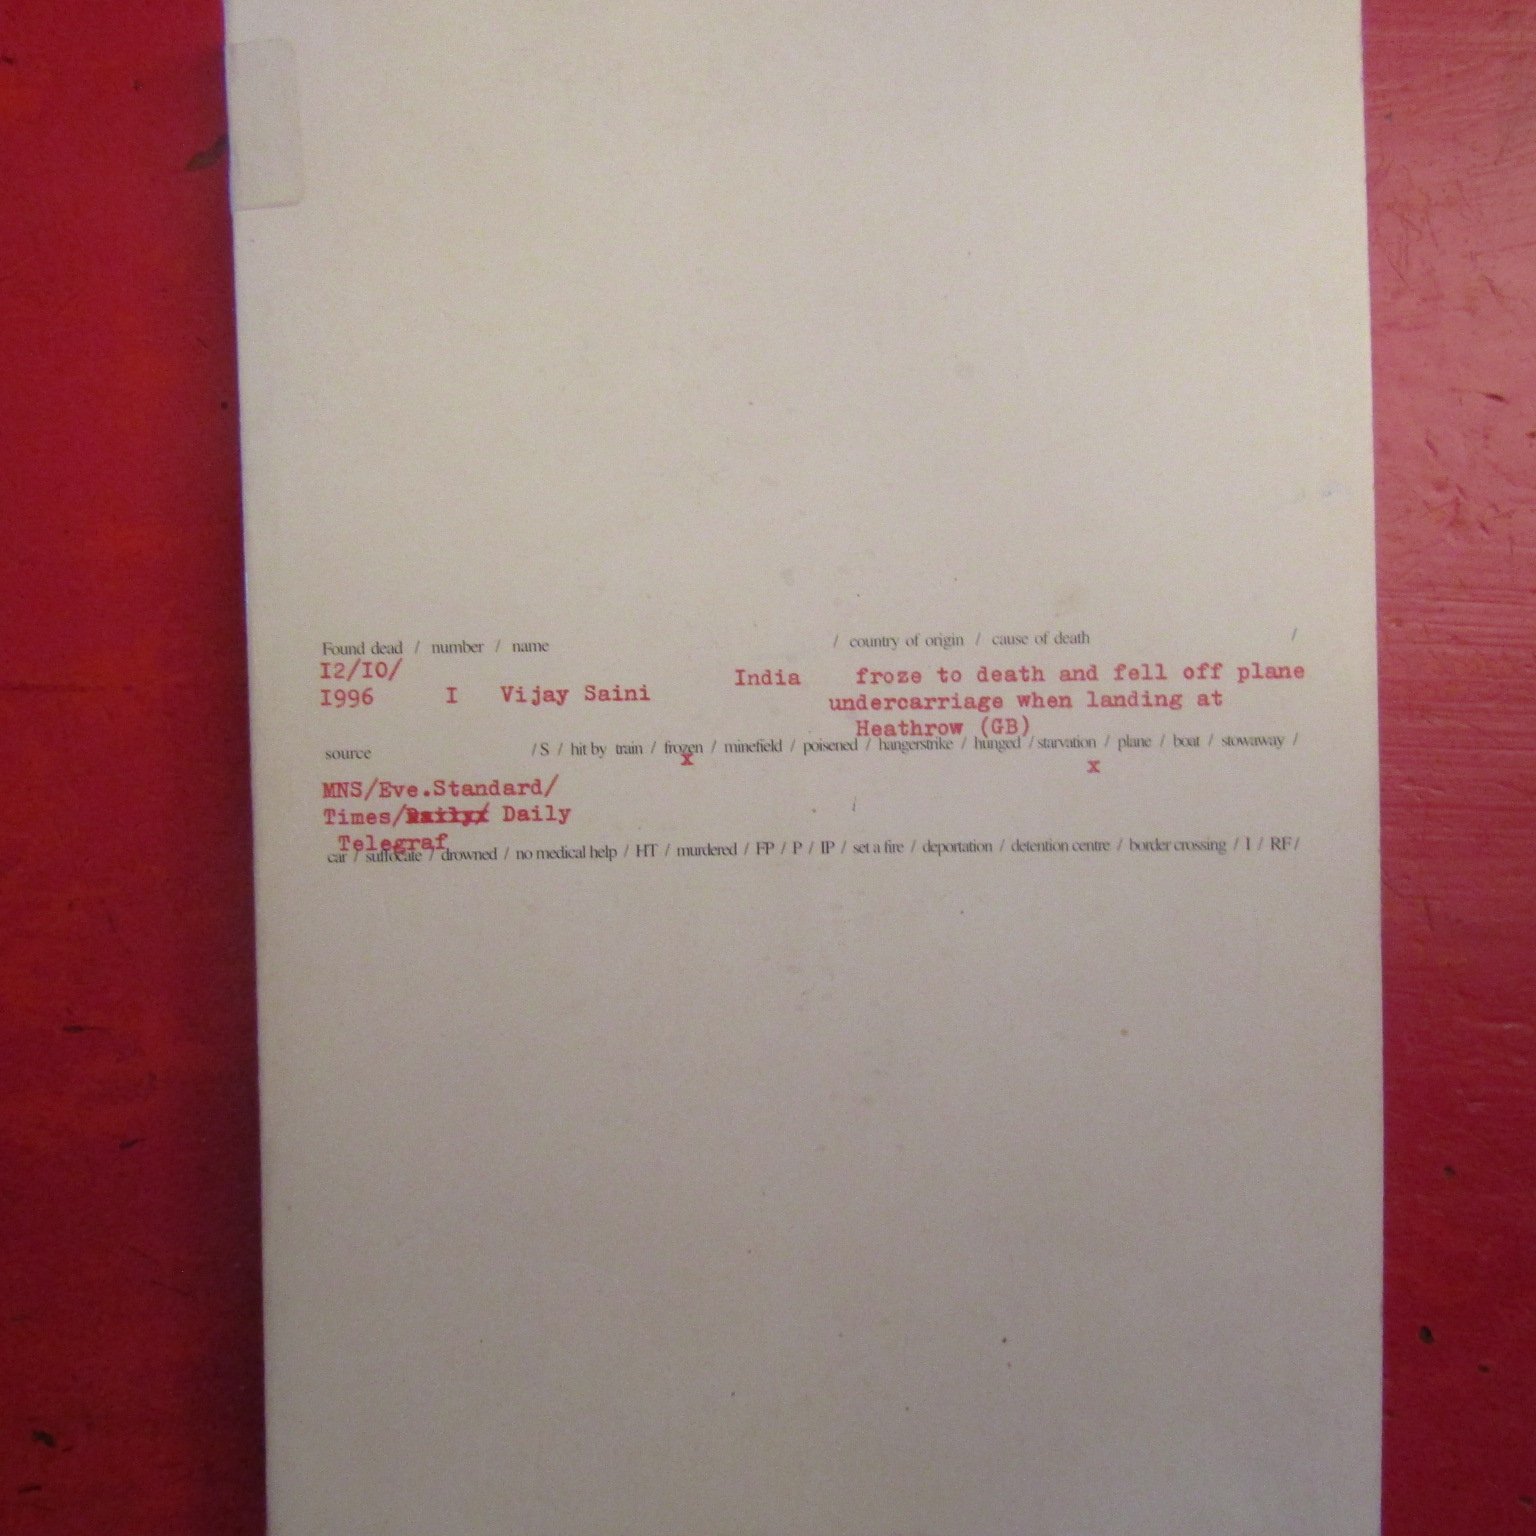 Found dead / number / name / country of origin / cause of death /
I2/IO/
I996 I Vijay Saini India froze to death and fell off plane
undercarriage when landing at
Heathrow (GB)
source / S / hit by train / frozen / minefield / poisened / hangerstrike / hunged / starvation / plane / boat / stowaway /
x x
MNS/Eve.Standard/
Times/ Daily
Telegraf
car / suffocate / drowned / no medical help / HT / murdered / FP / P / IP / set a fire / deportation / detention centre / border crossing / I / RF /